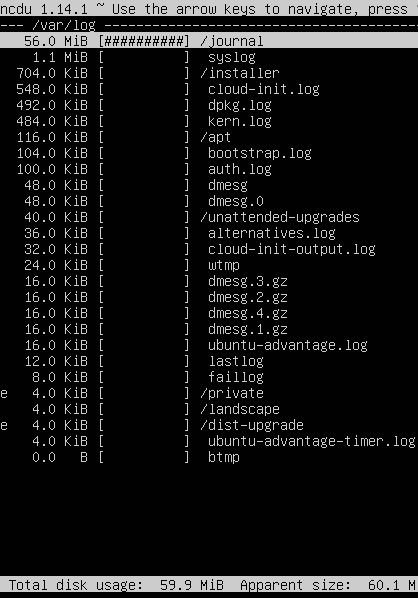 ncdu 1.14.1 ~ Use the arrow keys to navigate, press
--- /var/log ---
56.0 MiB [##########] /journal
1.1 MiB [          ]  syslog
704.0 KiB [          ] /installer
548.0 KiB [          ]  cloud-init.log
492.0 KiB [          ]  dpkg.log
484.0 KiB [          ]  kern.log
116.0 KiB [          ] /apt
104.0 KiB [          ]  bootstrap.log
100.0 KiB [          ]  auth.log
48.0 KiB [          ]  dmesg
48.0 KiB [          ]  dmesg.0
40.0 KiB [          ] /unattended-upgrades
36.0 KiB [          ]  alternatives.log
32.0 KiB [          ]  cloud-init-output.log
24.0 KiB [          ]  wtmp
16.0 KiB [          ]  dmesg.3.gz
16.0 KiB [          ]  dmesg.2.gz
16.0 KiB [          ]  dmesg.4.gz
16.0 KiB [          ]  dmesg.1.gz
16.0 KiB [          ]  ubuntu-advantage.log
12.0 KiB [          ]  lastlog
8.0 KiB [          ]  faillog
e 4.0 KiB [          ] /private
4.0 KiB [          ] /landscape
e 4.0 KiB [          ] /dist-upgrade
4.0 KiB [          ]  ubuntu-advantage-timer.log
0.0 B [          ]  btmp
Total disk usage: 59.9 MiB Apparent size: 60.1 M